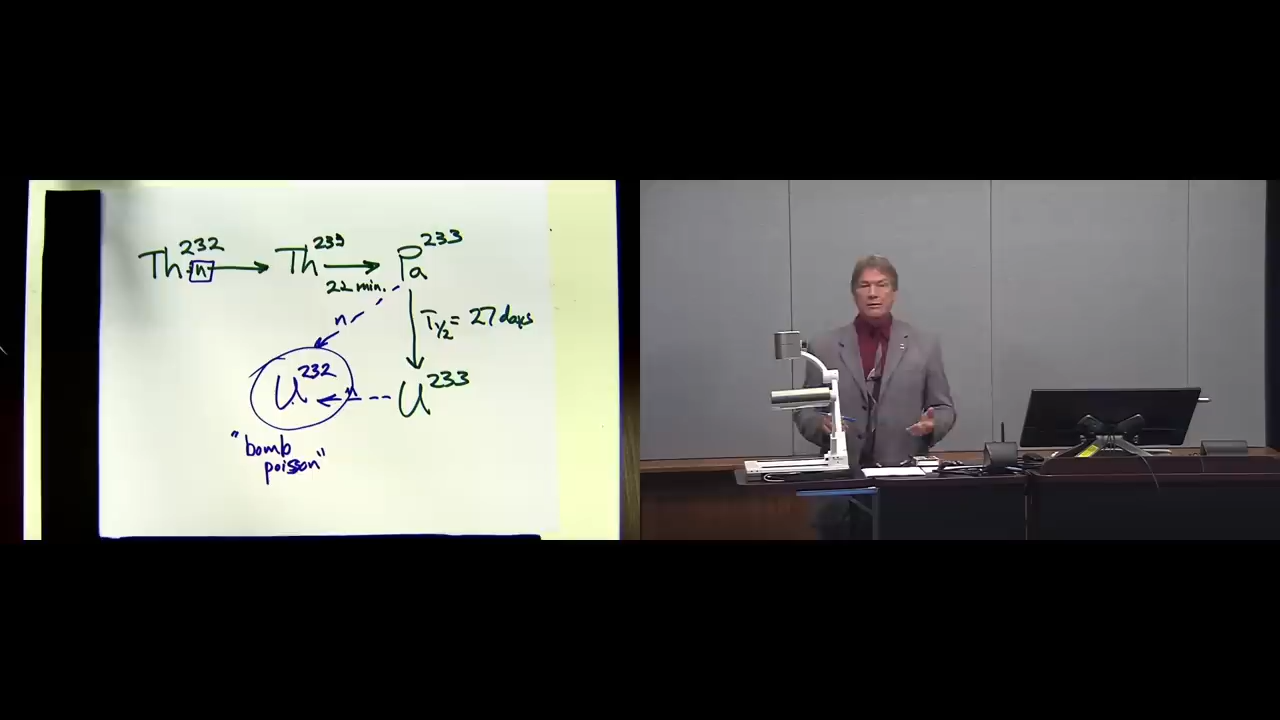 Th²³² n → Th²³³ → Pa²³³
22 min.
n
T½ = 27 days
U²³² n U²³³
"bomb
poison"